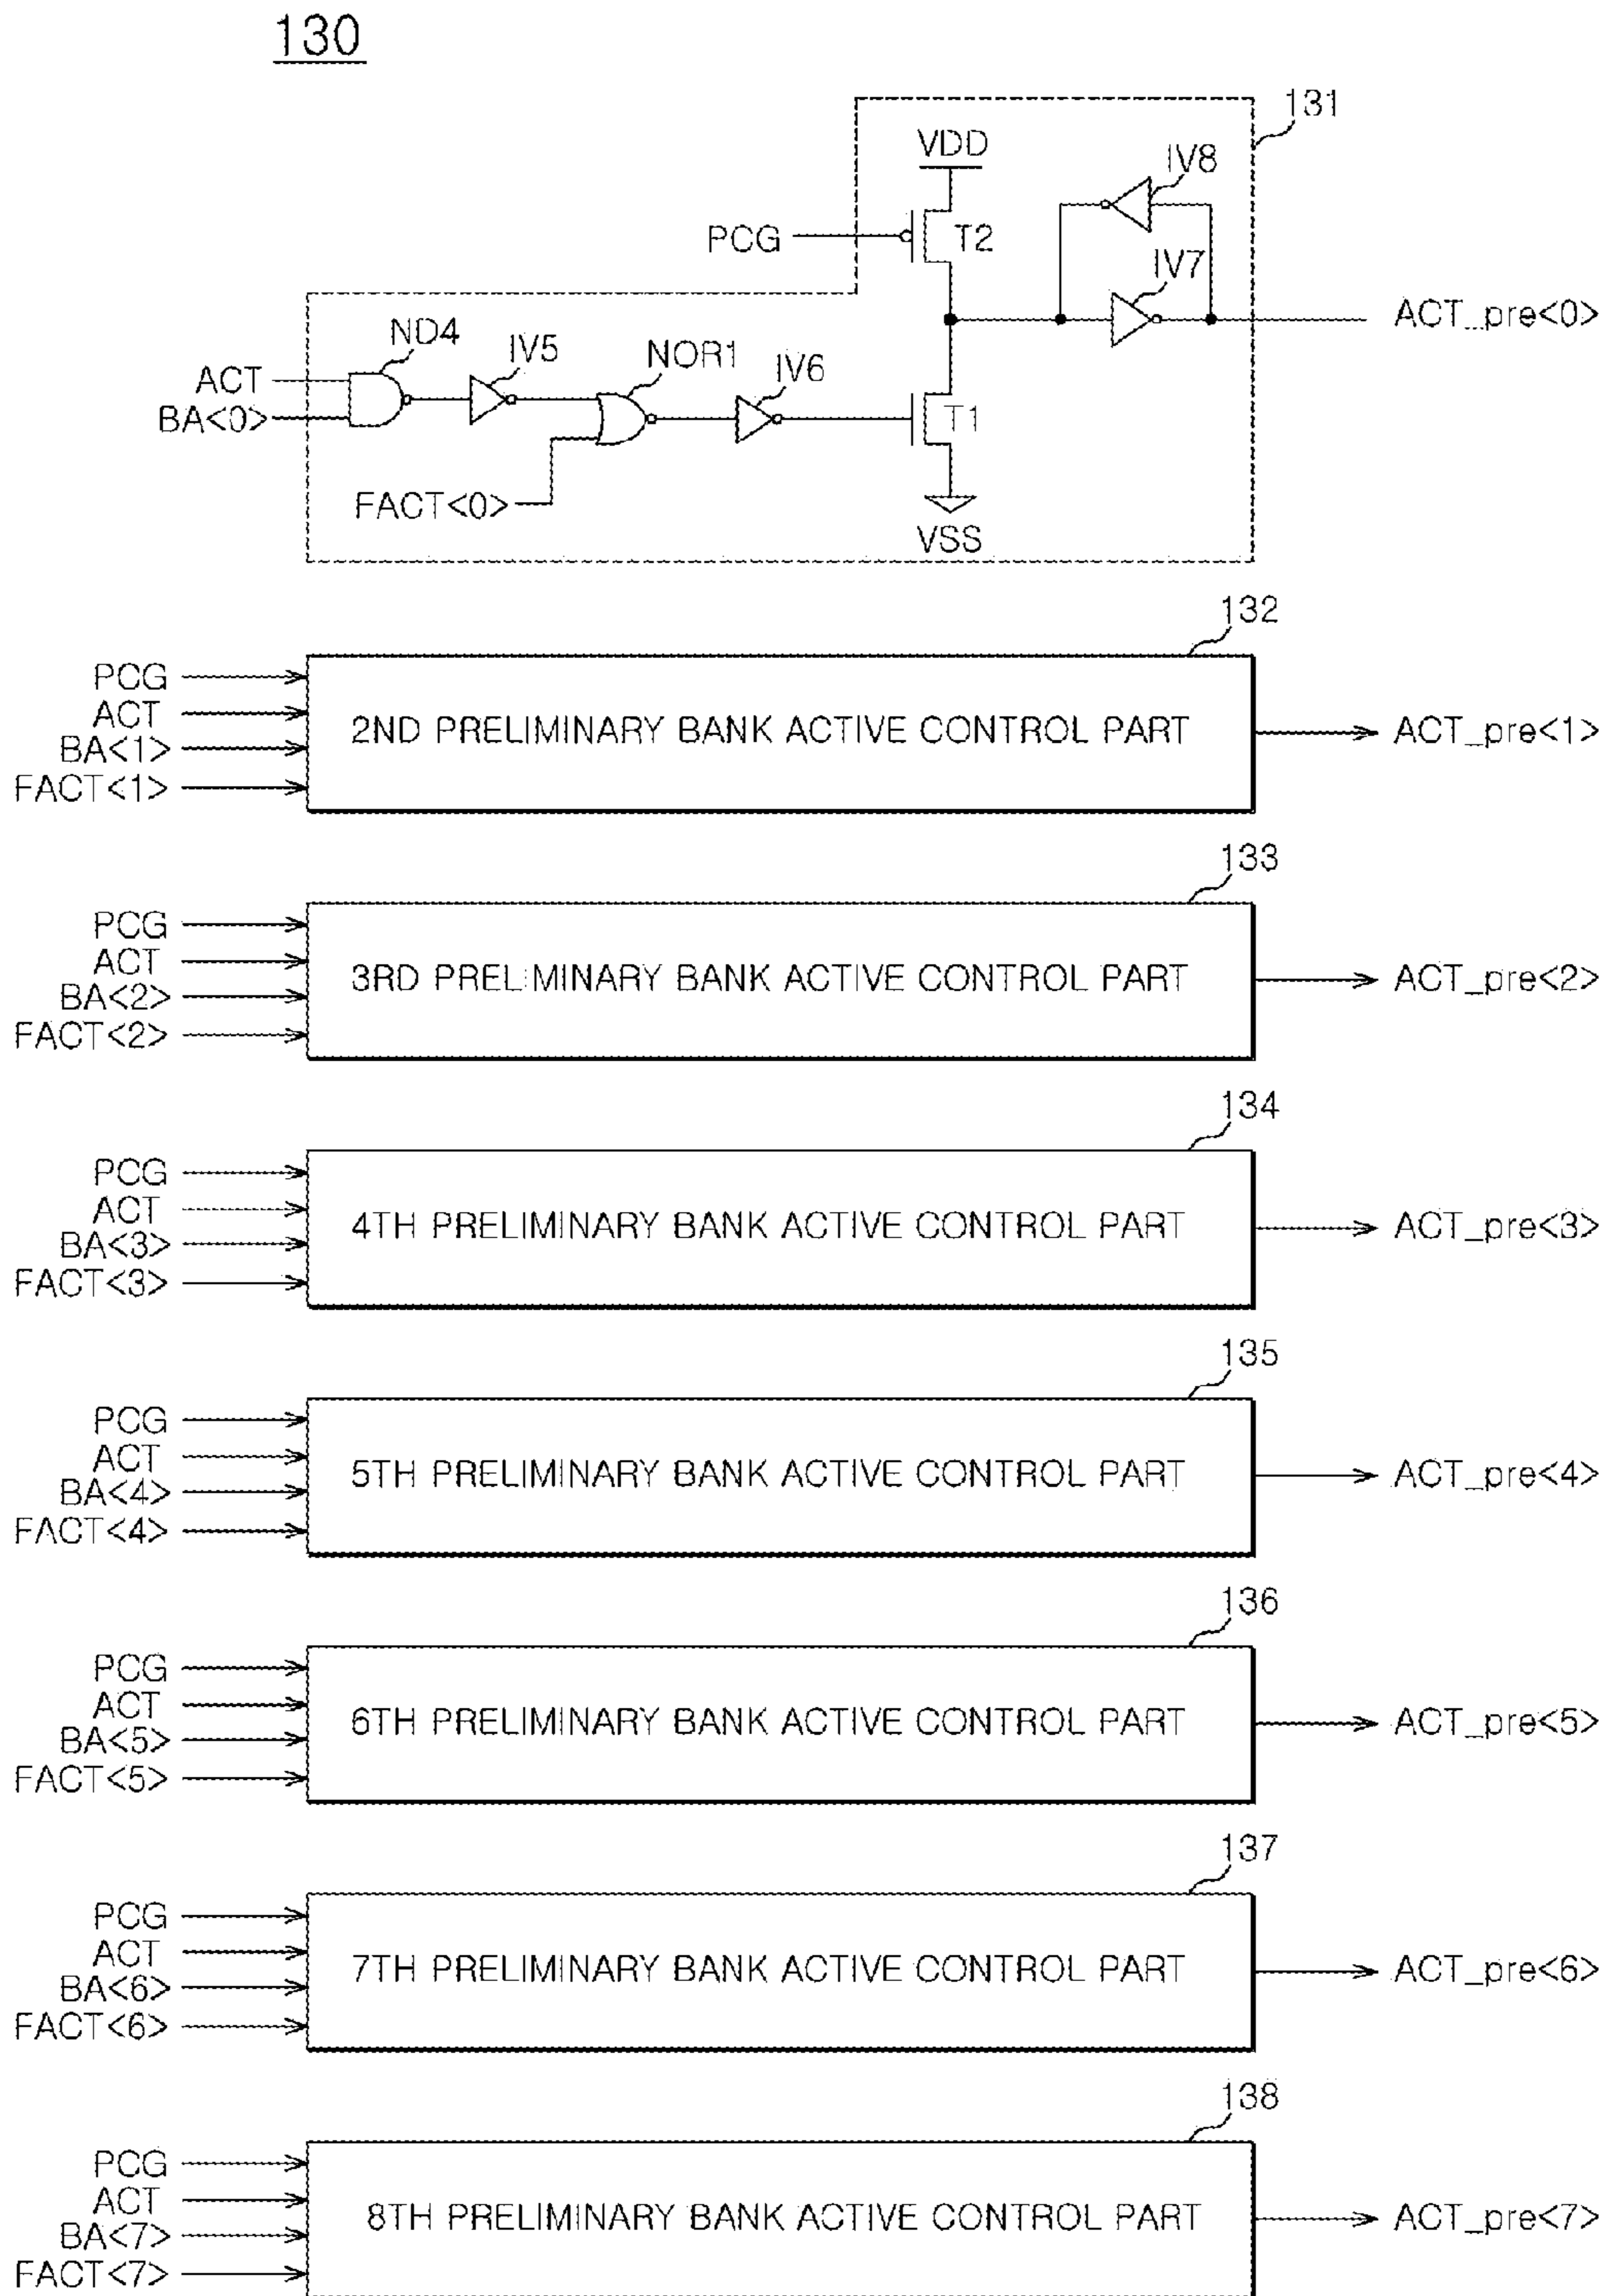 130
131
VDD
IV8
PCG
T2
IV7
ACT_pre<0>
ND4
IV5
NOR1
IV6
ACT
BA<0>
T1
FACT<0>
VSS
132
PCG
ACT
BA<1>
FACT<1>
2ND PRELIMINARY BANK ACTIVE CONTROL PART
ACT_pre<1>
133
PCG
ACT
BA<2>
FACT<2>
3RD PRELIMINARY BANK ACTIVE CONTROL PART
ACT_pre<2>
134
PCG
ACT
BA<3>
FACT<3>
4TH PRELIMINARY BANK ACTIVE CONTROL PART
ACT_pre<3>
135
PCG
ACT
BA<4>
FACT<4>
5TH PRELIMINARY BANK ACTIVE CONTROL PART
ACT_pre<4>
136
PCG
ACT
BA<5>
FACT<5>
6TH PRELIMINARY BANK ACTIVE CONTROL PART
ACT_pre<5>
137
PCG
ACT
BA<6>
FACT<6>
7TH PRELIMINARY BANK ACTIVE CONTROL PART
ACT_pre<6>
138
PCG
ACT
BA<7>
FACT<7>
8TH PRELIMINARY BANK ACTIVE CONTROL PART
ACT_pre<7>